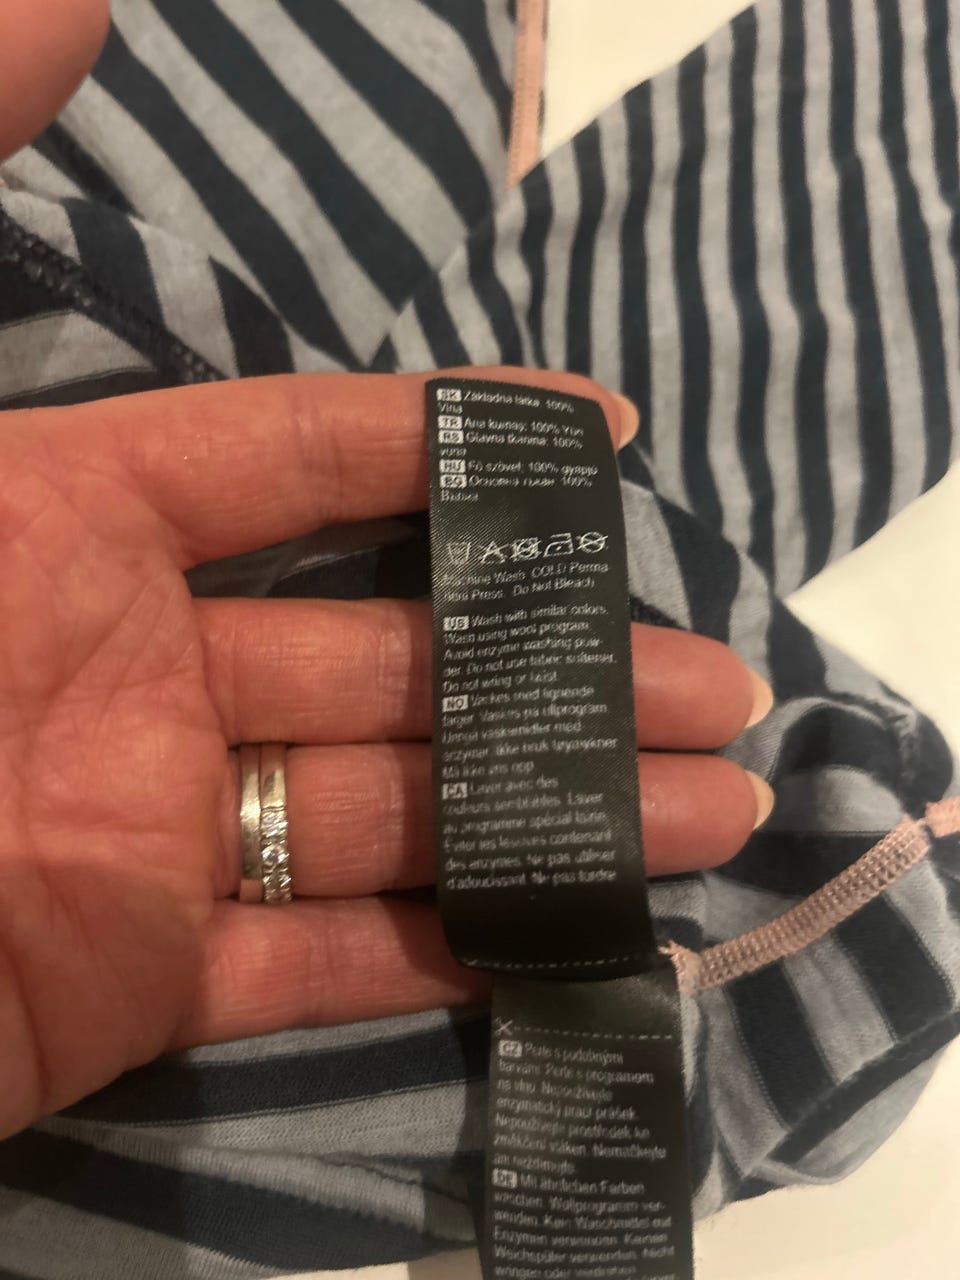 SK Základná látka: 100%
Vlna
TR Ana kumaş: 100% Yün
RS Glavna tkanina: 100%
vuna
HU Fő szövet: 100% gyapjú
BG Основна тъкан: 100%
Вълна
Machine Wash COLD Perma
nent Press. Do Not Bleach
UB Wash with similar colors.
Wash using wool program.
Avoid enzyme washing pow-
der. Do not use fabric softener.
Do not wring or twist.
NO Vaskes med lignende
farger. Vaskes på ullprogram.
Unngå vaskemidler med
enzymer. Ikke bruk tøymykner.
Må ikke vris opp.
CA Laver avec des
couleurs semblables. Laver
au programme spécial laine.
Éviter les lessives contenant
des enzymes. Ne pas utiliser
d'adoucissant. Ne pas tordre
CZ Perte s podobnými
barvami. Perte s programem
na vlnu. Nepoužívejte
enzymatický prací prášek.
Nepoužívejte prostředek ke
změkčení vláken. Nemačkejte
ani neždímejte.
DE Mit ähnlichen Farben
waschen. Wollprogramm ver-
wenden. Kein Waschmittel mit
Enzymen verwenden. Keinen
Weichspüler verwenden. Nicht
wringen oder verdrehen.